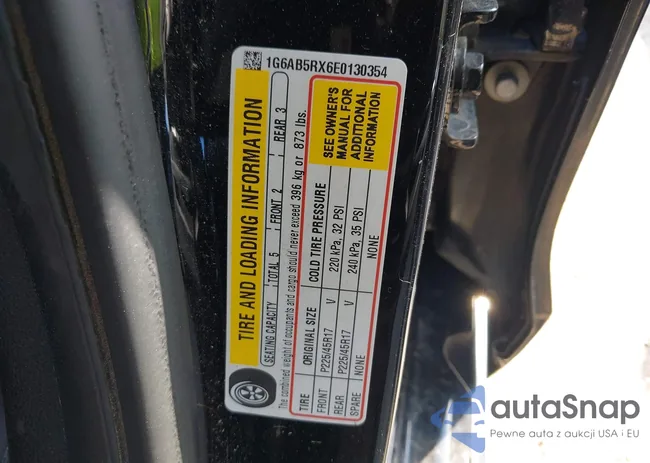 1G6AB5RX6E0130354
TIRE AND LOADING INFORMATION
SEATING CAPACITY TOTAL 5 FRONT 2 REAR 3
The combined weight of occupants and cargo should never exceed 396 kg or 873 lbs.
TIRE ORIGINAL SIZE COLD TIRE PRESSURE
FRONT P225/45R17 V 220 kPa, 32 PSI
REAR P225/45R17 V 240 kPa, 35 PSI
SPARE NONE NONE
SEE OWNER'S
MANUAL FOR
ADDITIONAL
INFORMATION
autaSnap
Pewne auta z aukcji USA i EU